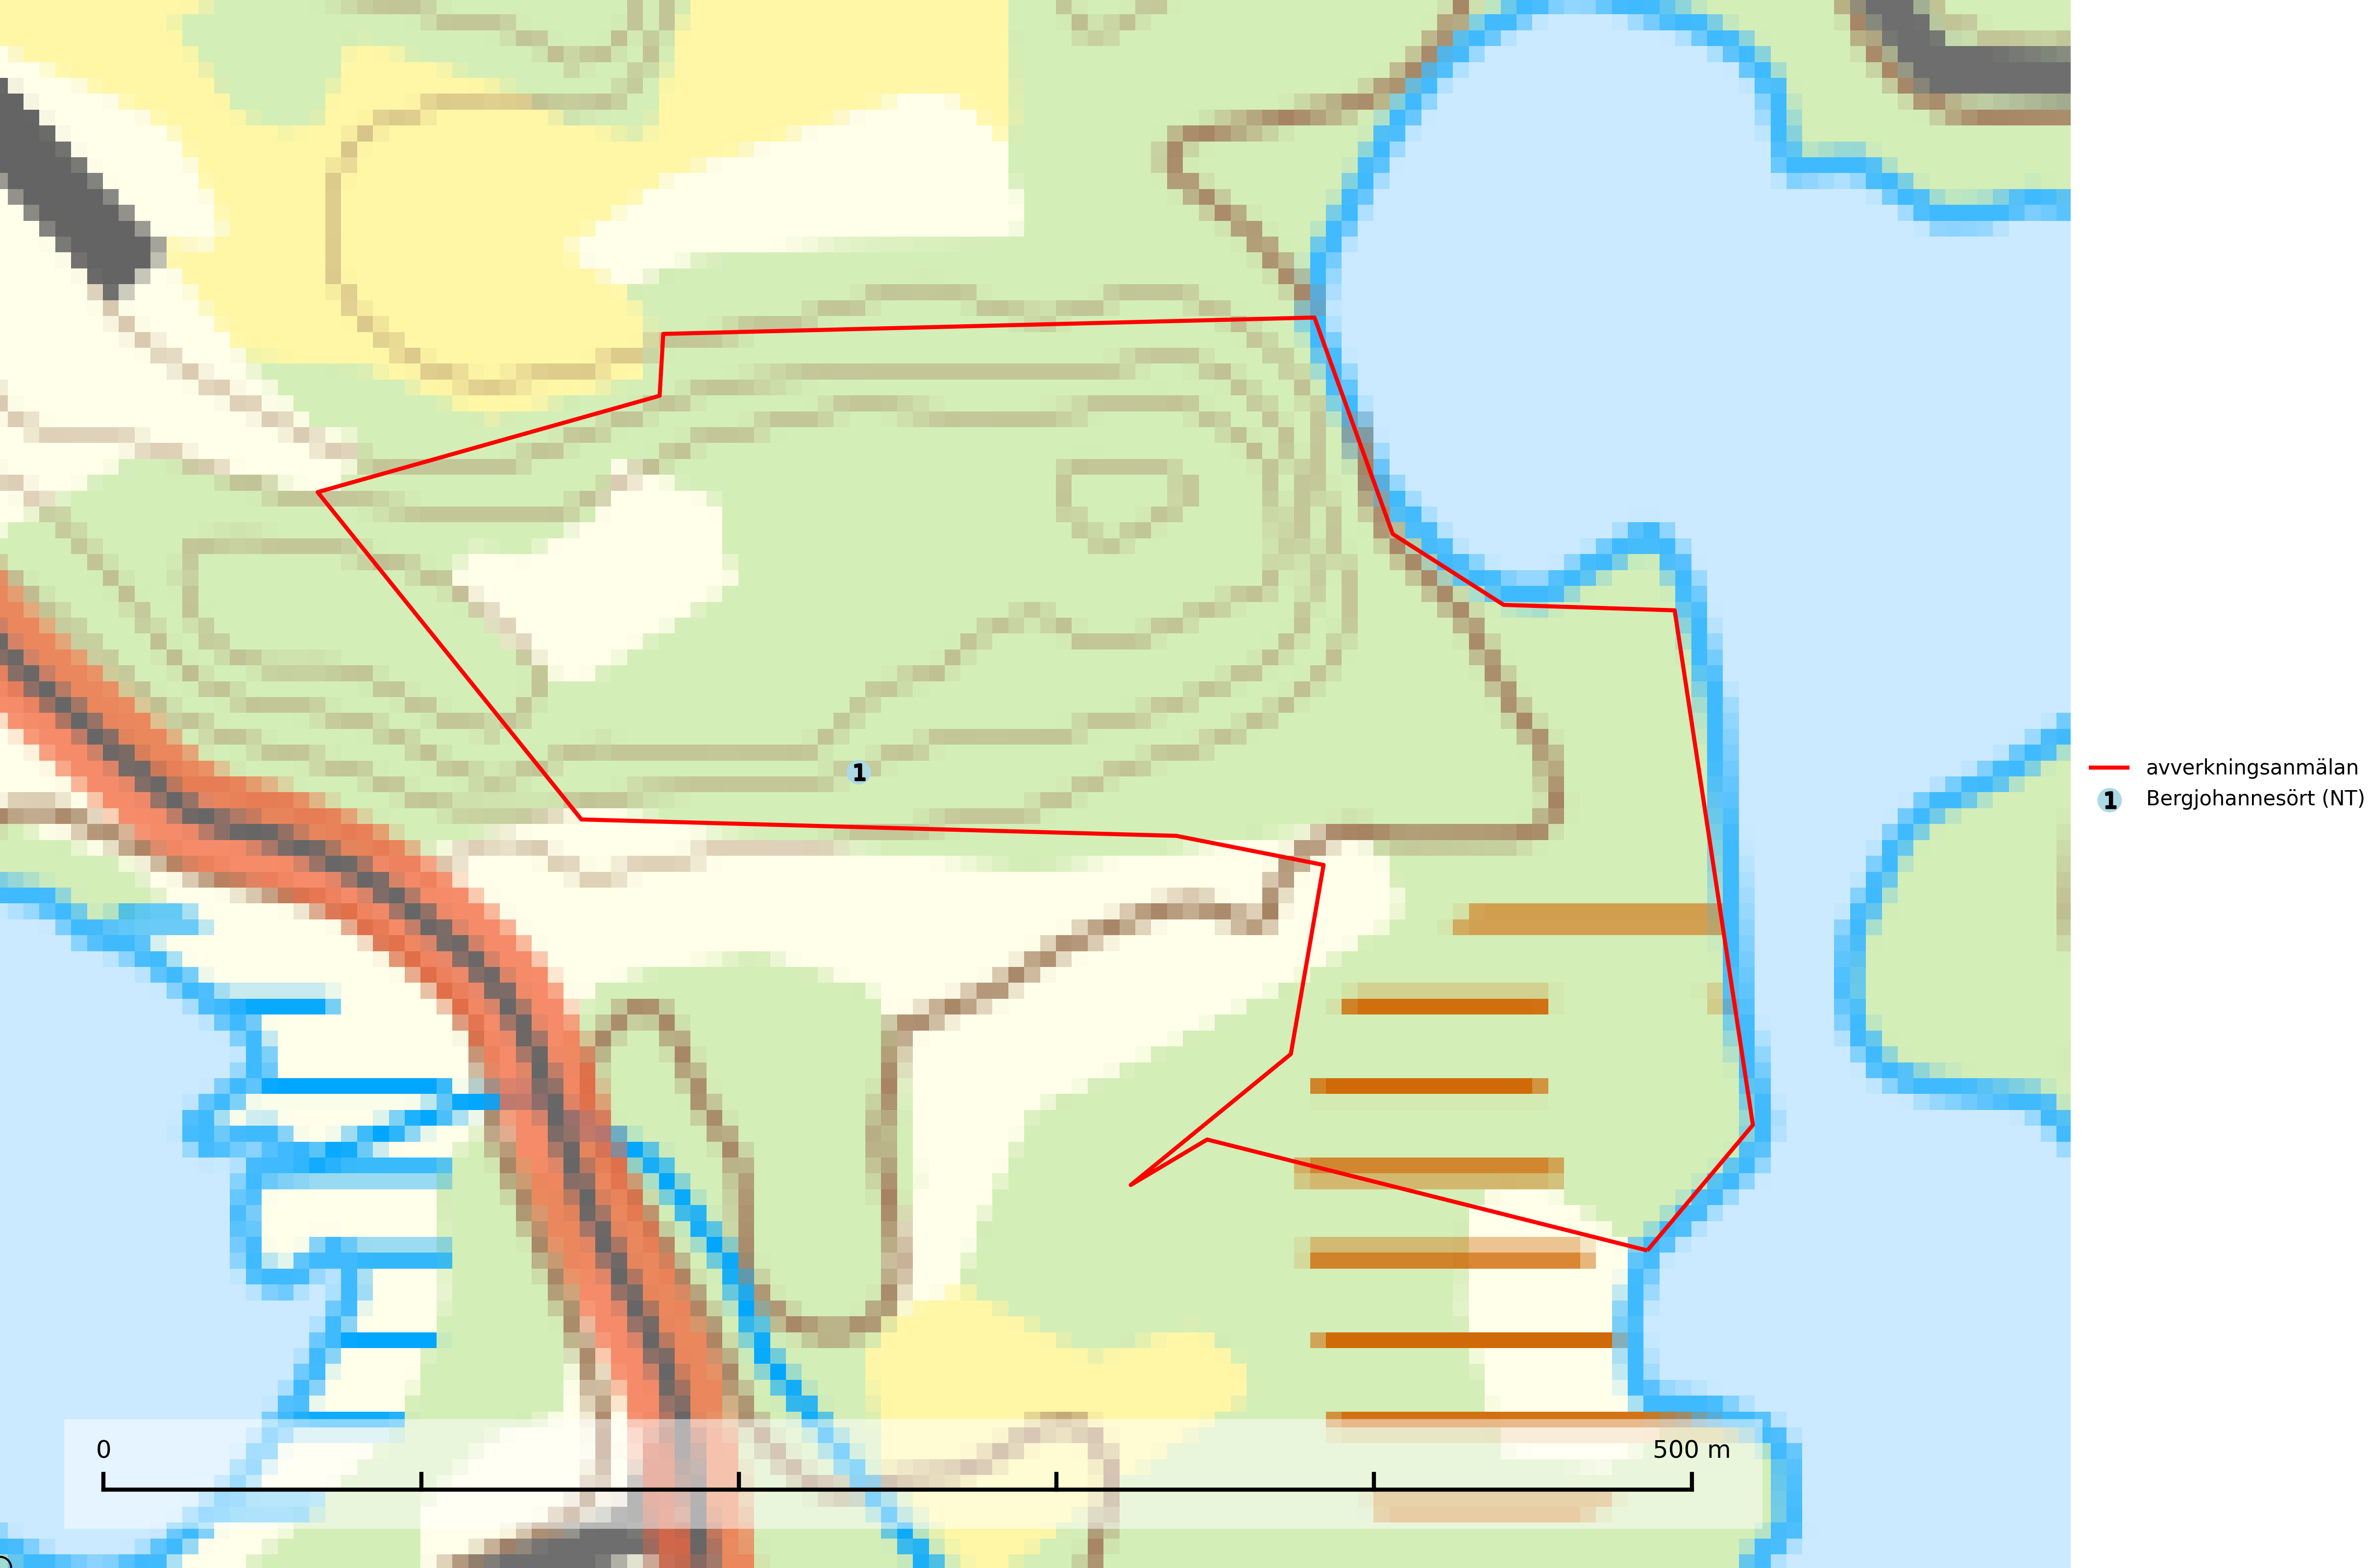 1
avverkningsanmälan
1 Bergjohannesört (NT)
0 500 m